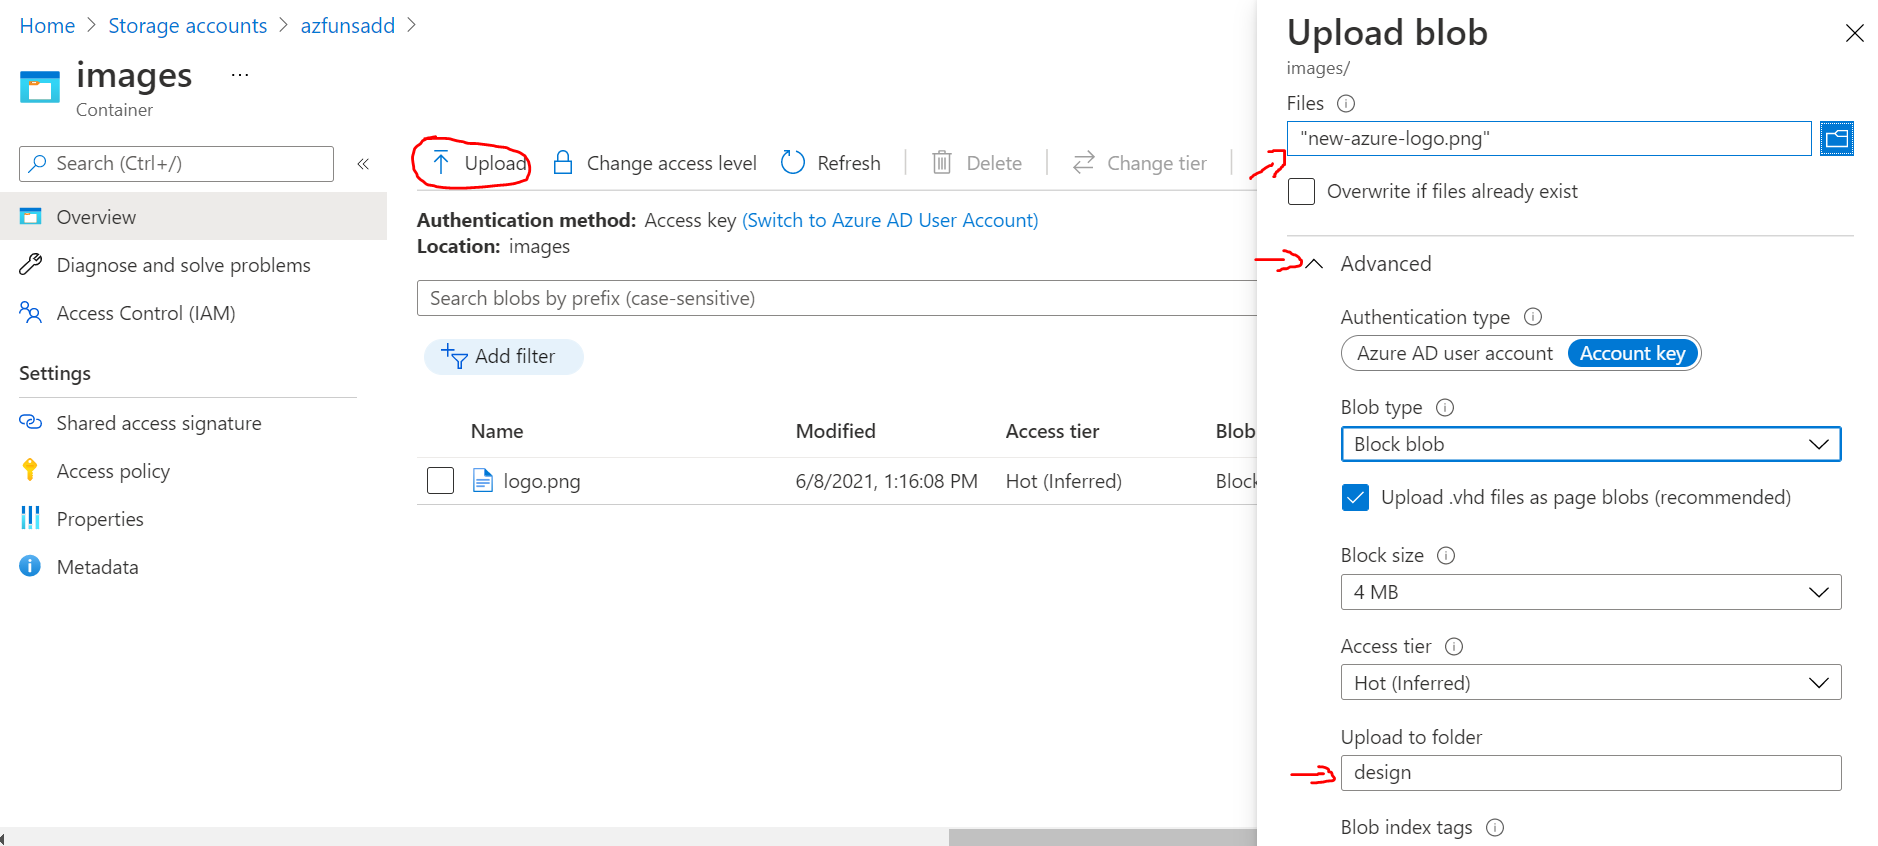 Home > Storage accounts > azfunsadd >
images ...
Container
Search (Ctrl+/) «
Overview
Diagnose and solve problems
Access Control (IAM)
Settings
Shared access signature
Access policy
Properties
Metadata
Upload Change access level Refresh Delete Change tier
Authentication method: Access key (Switch to Azure AD User Account)
Location: images
Search blobs by prefix (case-sensitive)
Add filter
Name Modified Access tier Blob
logo.png 6/8/2021, 1:16:08 PM Hot (Inferred) Block
Upload blob
images/
Files
"new-azure-logo.png"
Overwrite if files already exist
Advanced
Authentication type
Azure AD user account Account key
Blob type
Block blob
Upload .vhd files as page blobs (recommended)
Block size
4 MB
Access tier
Hot (Inferred)
Upload to folder
design
Blob index tags